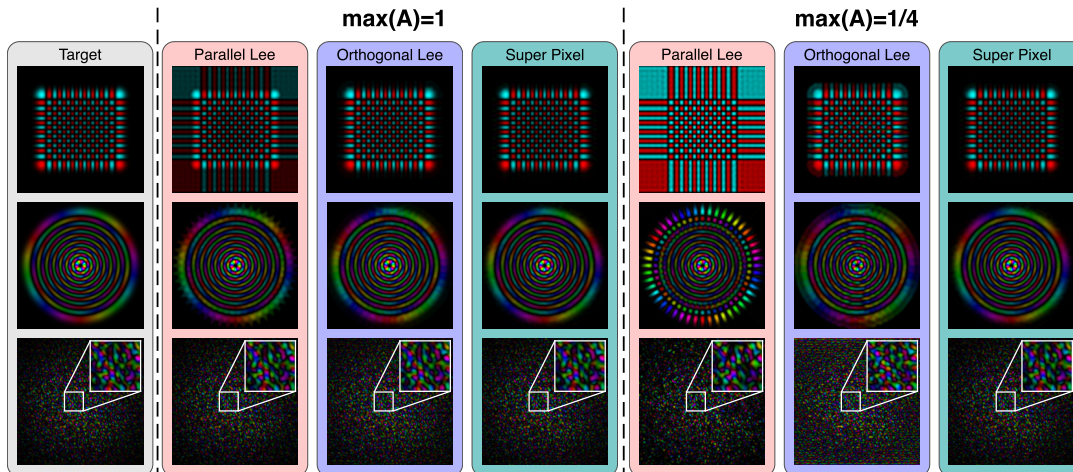 max(A)=1
max(A)=1/4
Target
Parallel Lee
Orthogonal Lee
Super Pixel
Parallel Lee
Orthogonal Lee
Super Pixel